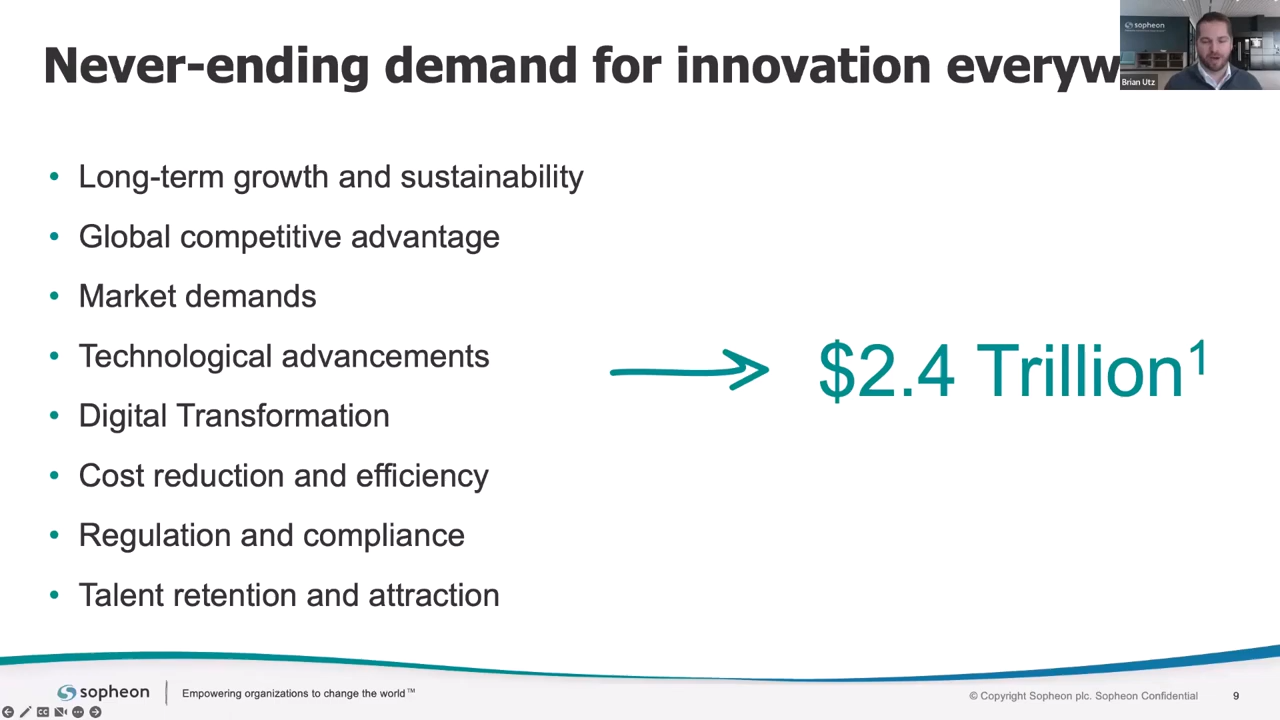 Never-ending demand for innovation everyw
sopheon
Brian Utz
• Long-term growth and sustainability
• Global competitive advantage
• Market demands
• Technological advancements
• Digital Transformation
• Cost reduction and efficiency
• Regulation and compliance
• Talent retention and attraction
$2.4 Trillion¹
sopheon
Empowering organizations to change the world™
© Copyright Sopheon plc. Sopheon Confidential
9